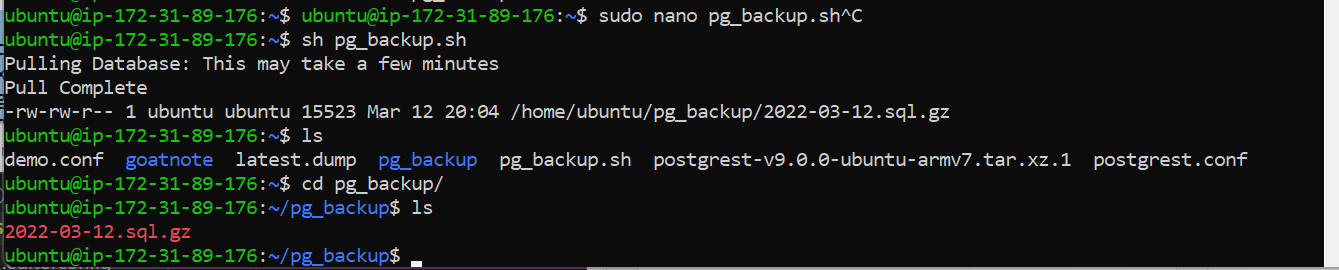 ubuntu@ip-172-31-89-176:~$ ubuntu@ip-172-31-89-176:~$ sudo nano pg_backup.sh^C
ubuntu@ip-172-31-89-176:~$ sh pg_backup.sh
Pulling Database: This may take a few minutes
Pull Complete
-rw-rw-r-- 1 ubuntu ubuntu 15523 Mar 12 20:04 /home/ubuntu/pg_backup/2022-03-12.sql.gz
ubuntu@ip-172-31-89-176:~$ ls
demo.conf  goatnote  latest.dump  pg_backup  pg_backup.sh  postgrest-v9.0.0-ubuntu-armv7.tar.xz.1  postgrest.conf
ubuntu@ip-172-31-89-176:~$ cd pg_backup/
ubuntu@ip-172-31-89-176:~/pg_backup$ ls
2022-03-12.sql.gz
ubuntu@ip-172-31-89-176:~/pg_backup$